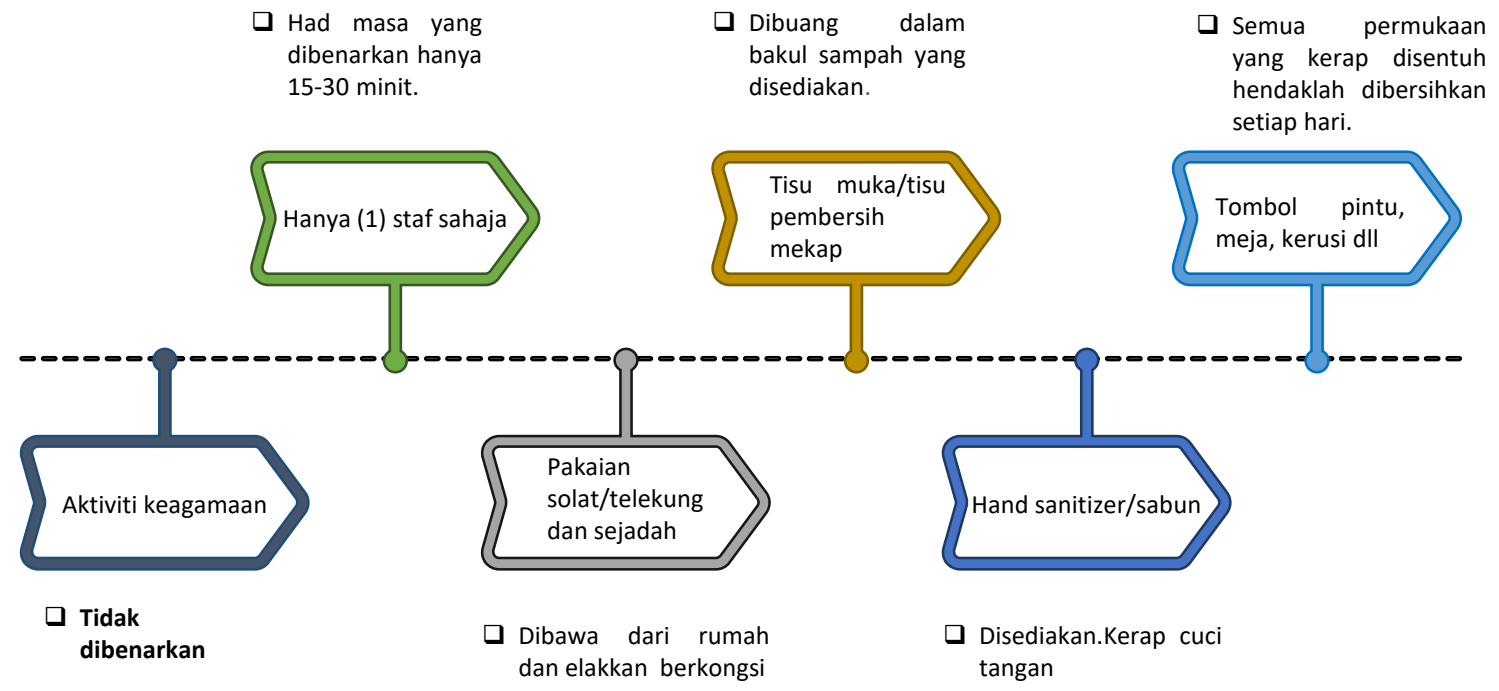 ❑ Had masa yang
dibenarkan hanya
15-30 minit.
❑ Dibuang dalam
bakul sampah yang
disediakan.
❑ Semua permukaan
yang kerap disentuh
hendaklah dibersihkan
setiap hari.
Hanya (1) staf sahaja
Tisu muka/tisu
pembersih
mekap
Tombol pintu,
meja, kerusi dll
Aktiviti keagamaan
Pakaian
solat/telekung
dan sejadah
Hand sanitizer/sabun
❑ Tidak
dibenarkan
❑ Dibawa dari rumah
dan elakkan berkongsi
❑ Disediakan.Kerap cuci
tangan